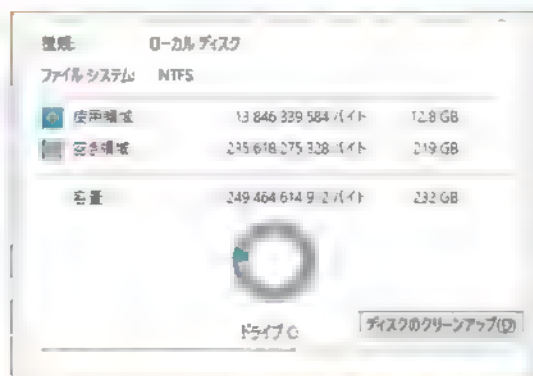 種類: ローカル ディスク
ファイル システム: NTFS
使用領域 13 846 339 584 バイト 12.8 GB
空き領域 235 618 275 328 バイト 219 GB
容量 249 464 614 912 バイト 232 GB
ドライブ C:
ディスクのクリーンアップ(D)